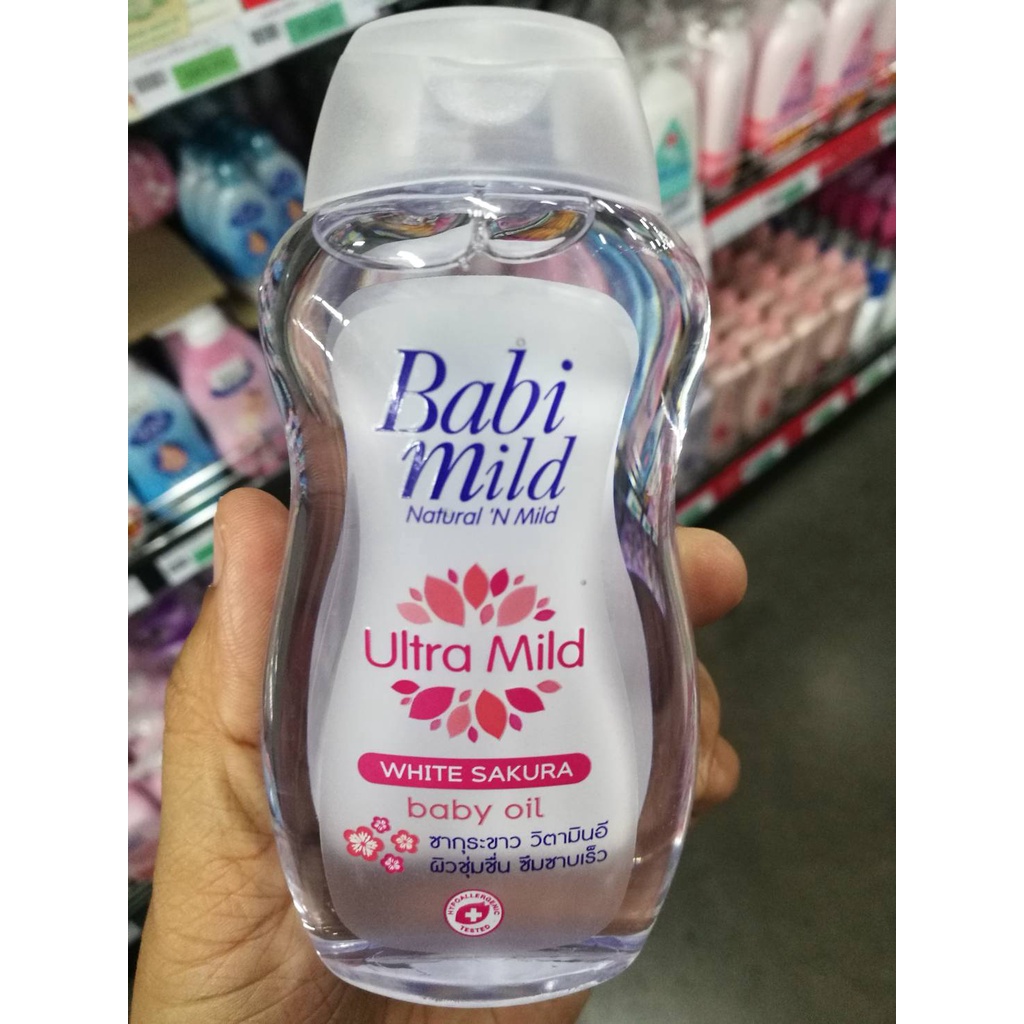 Babi
mild
Natural 'N Mild
Ultra Mild
WHITE SAKURA
baby oil
ซากุระขาว วิตามินอี
ผิวชุ่มชื่น ซึมซาบเร็ว
HYPOALLERGENIC
TESTED